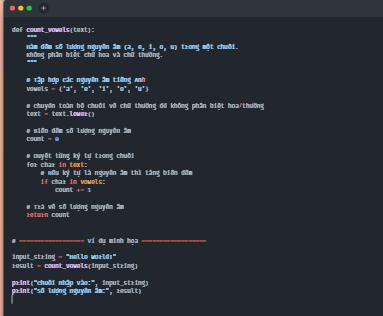 def count_vowels(text):
"""
Hàm đếm số lượng nguyên âm (a, e, i, o, u) trong một chuỗi.
Không phân biệt chữ hoa và chữ thường.
"""
# Tập hợp các nguyên âm tiếng Anh
vowels = {'a', 'e', 'i', 'o', 'u'}
# Chuyển toàn bộ chuỗi về chữ thường để không phân biệt hoa/thường
text = text.lower()
# Biến đếm số lượng nguyên âm
count = 0
# Duyệt từng ký tự trong chuỗi
for char in text:
# Nếu ký tự là nguyên âm thì tăng biến đếm
if char in vowels:
count += 1
# Trả về số lượng nguyên âm
return count
# ================== Ví dụ minh họa ==================
input_string = "Hello World!"
result = count_vowels(input_string)
print("Chuỗi nhập vào:", input_string)
print("Số lượng nguyên âm:", result)